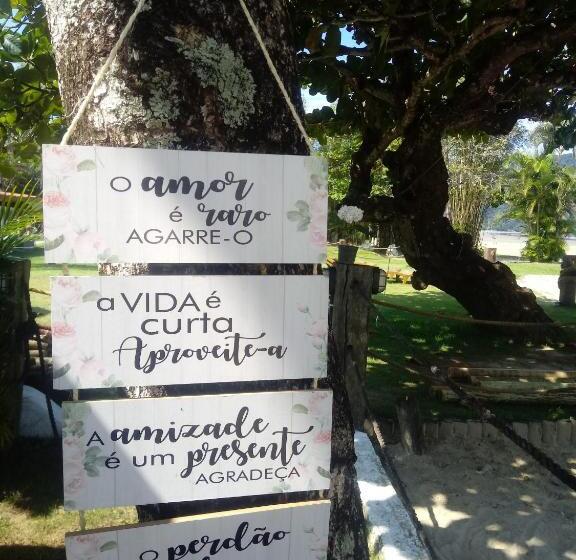 O amor
é raro
AGARRE-O
a VIDA é
curta
Aproveite-a
A amizade
é um presente
AGRADEÇA
O perdão